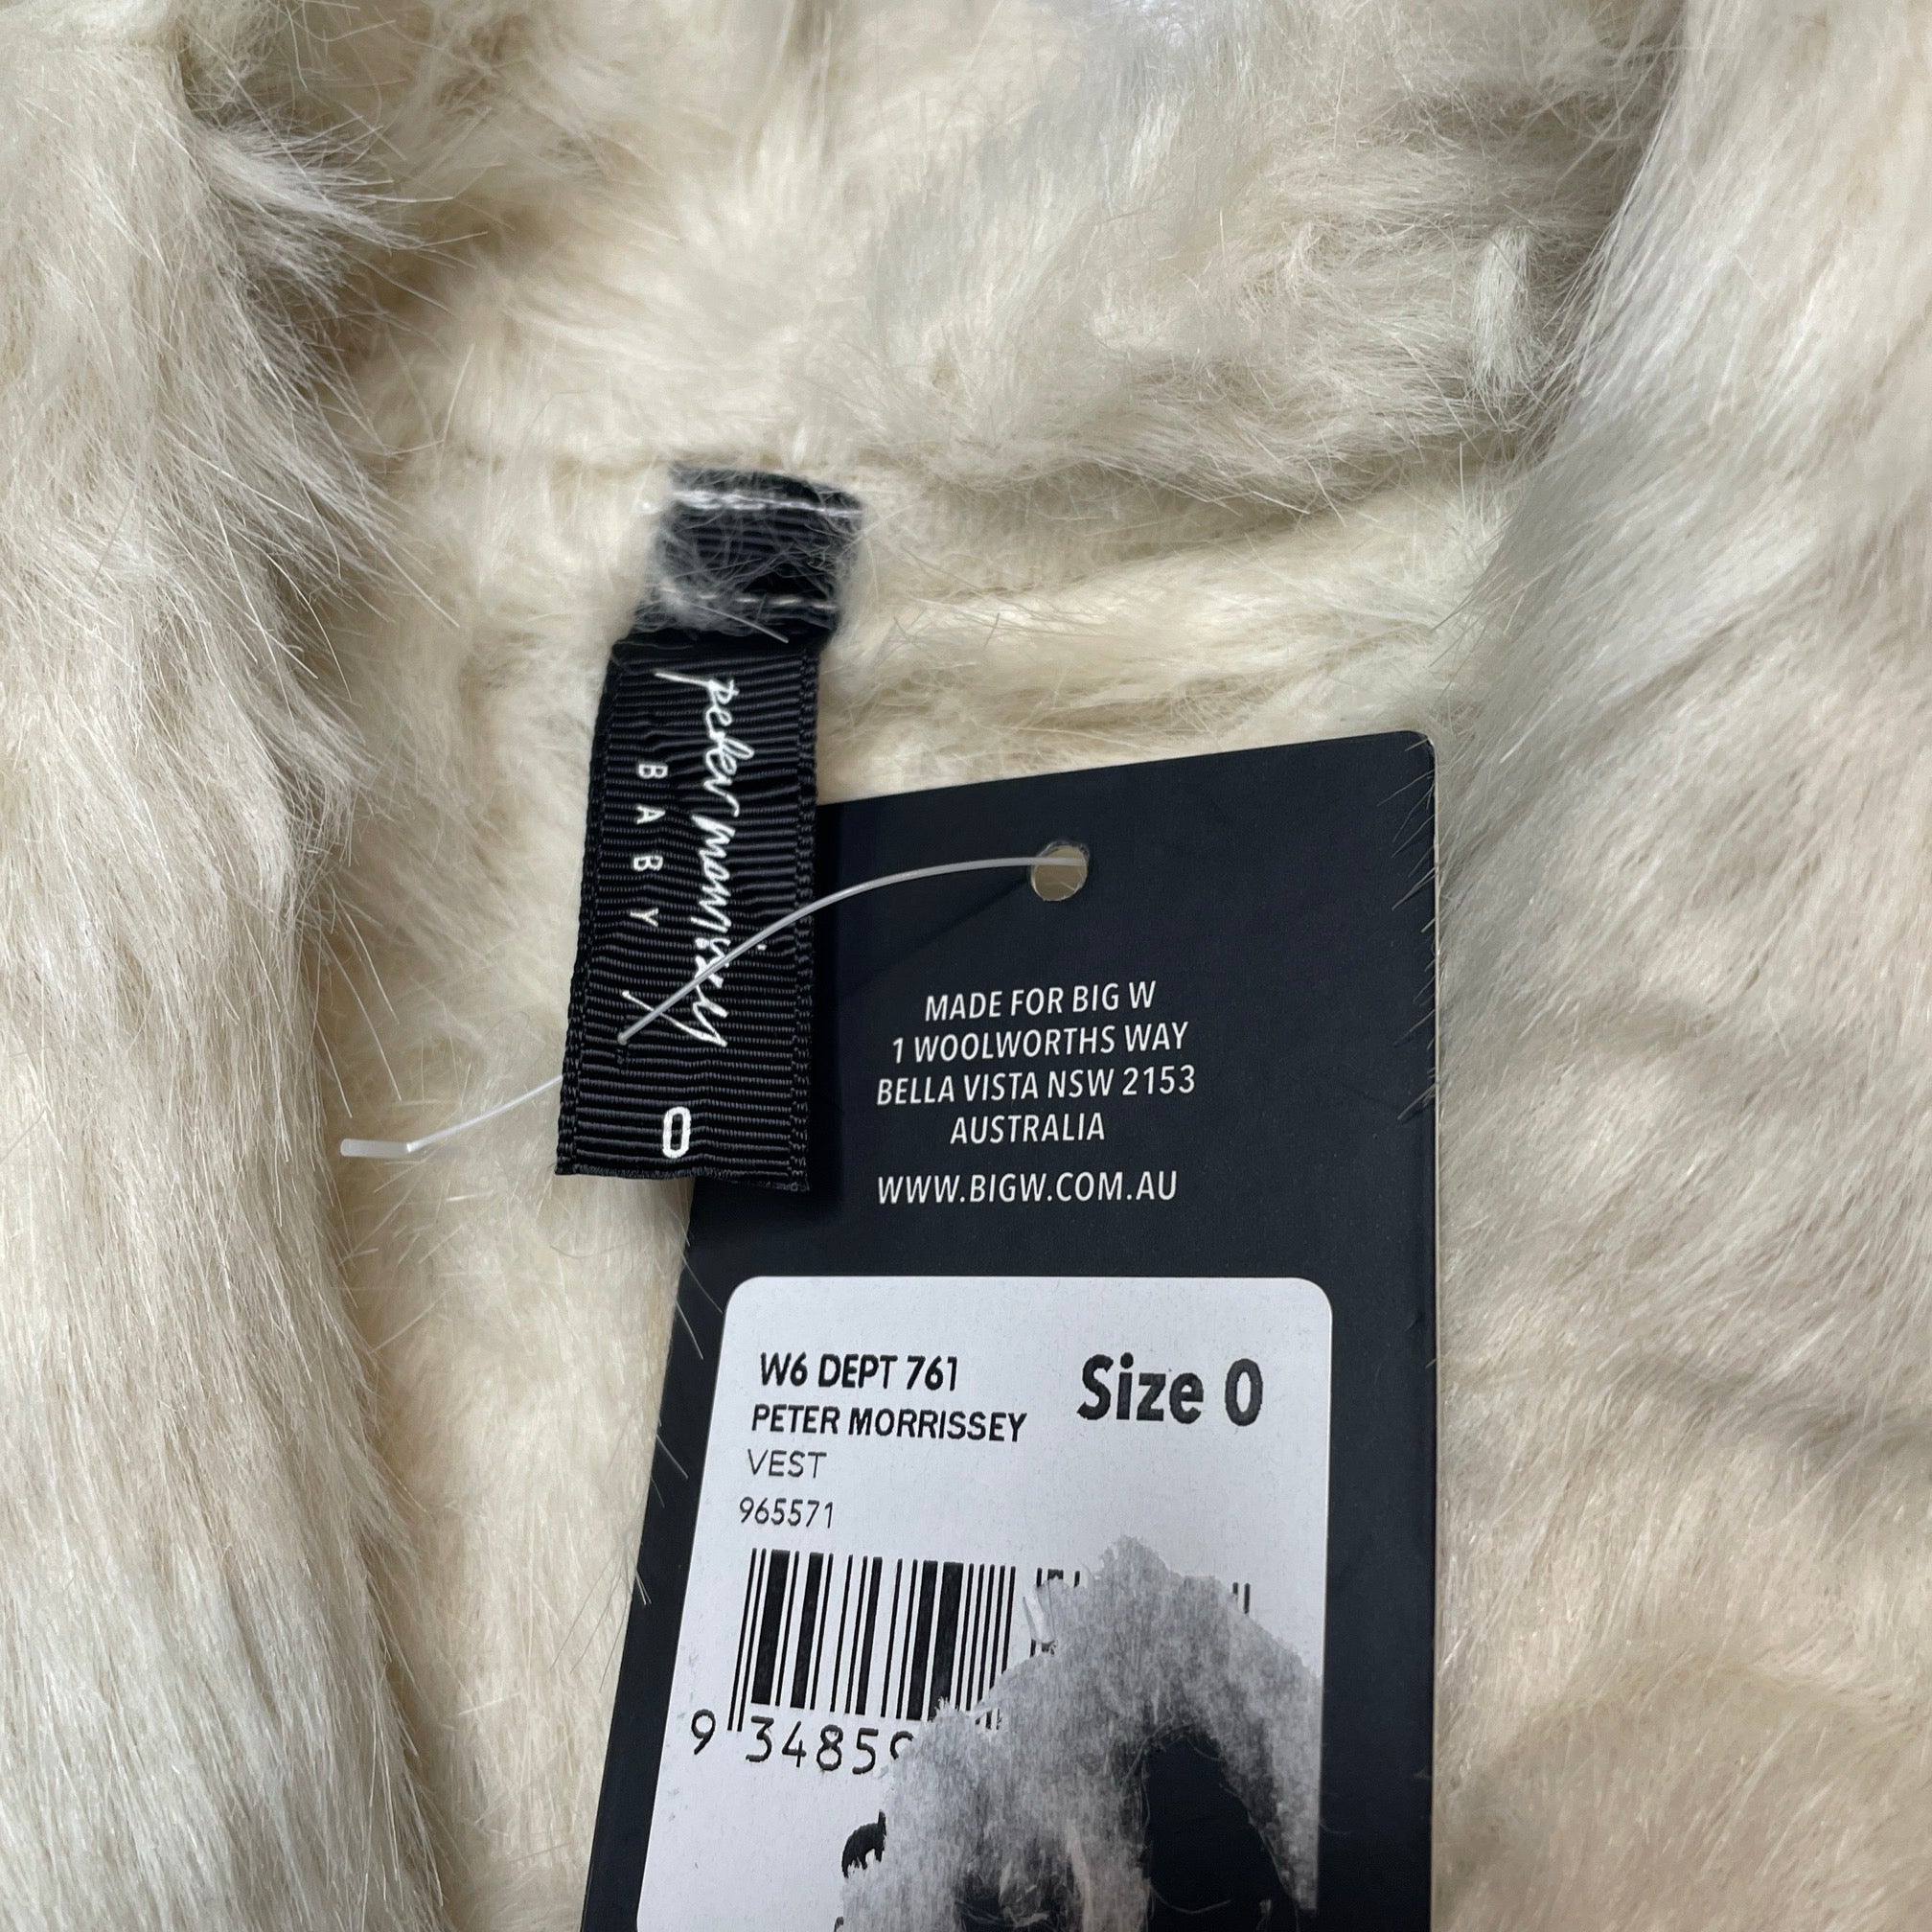 peter morrissey
BABY
0
MADE FOR BIG W
1 WOOLWORTHS WAY
BELLA VISTA NSW 2153
AUSTRALIA
WWW.BIGW.COM.AU
W6 DEPT 761
Size 0
PETER MORRISSEY
VEST
965571
9 34859